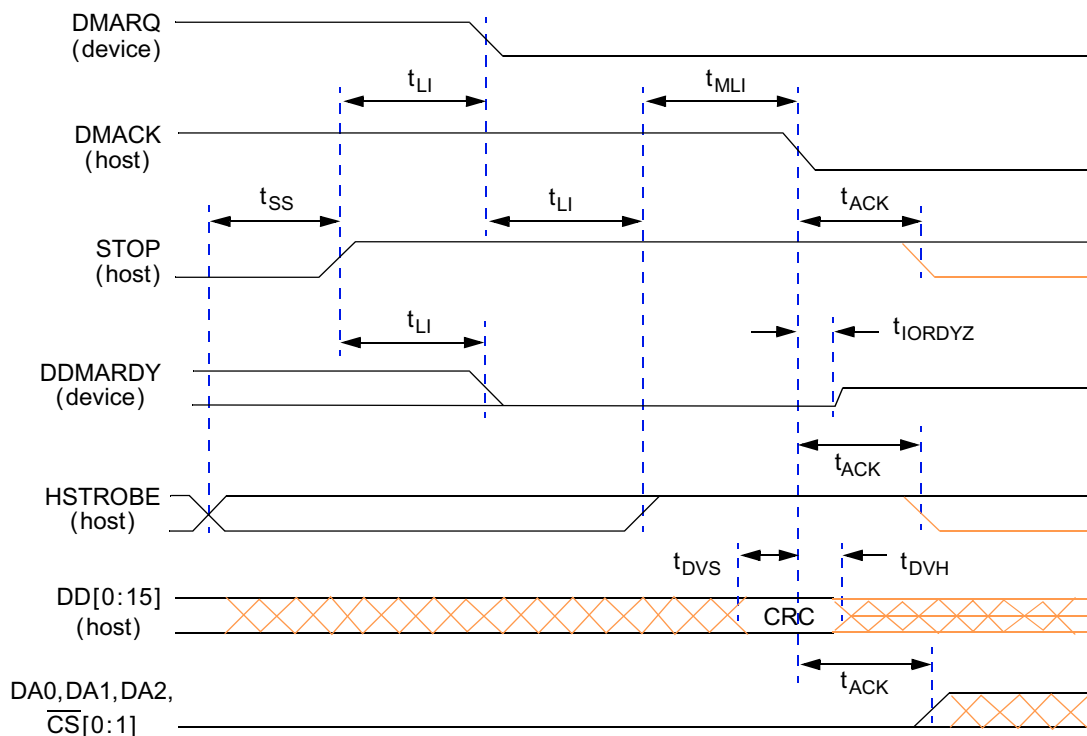 DMARQ
(device)
tLI
tMLI
DMACK
(host)
tSS
tLI
tACK
STOP
(host)
tLI
tIORDYZ
DDMARDY
(device)
tACK
HSTROBE
(host)
tDVS
tDVH
DD[0:15]
(host)
CRC
tACK
DA0,DA1,DA2,
CS[0:1]